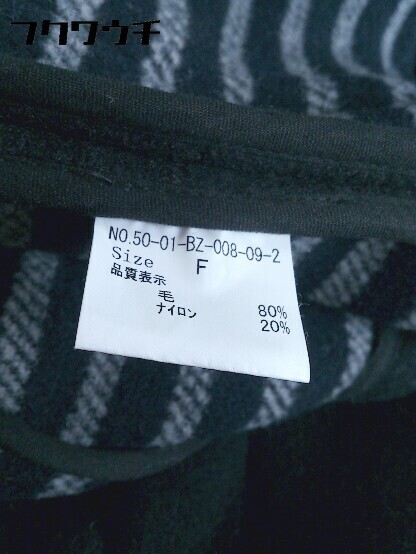 フクワウチ
NO.50-01-BZ-008-09-2
Size F
品質表示
毛 80%
ナイロン 20%